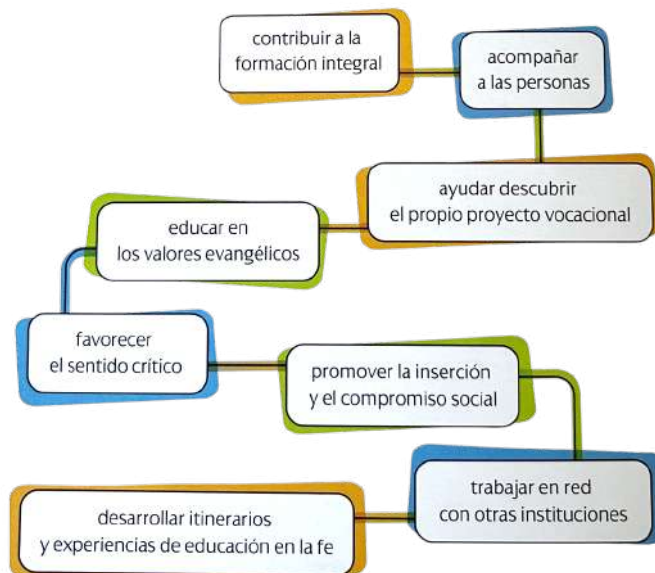 contribuir a la
formación integral
acompañar
a las personas
ayudar descubrir
el propio proyecto vocacional
educar en
los valores evangélicos
favorecer
el sentido crítico
promover la inserción
y el compromiso social
trabajar en red
con otras instituciones
desarrollar itinerarios
y experiencias de educación en la fe